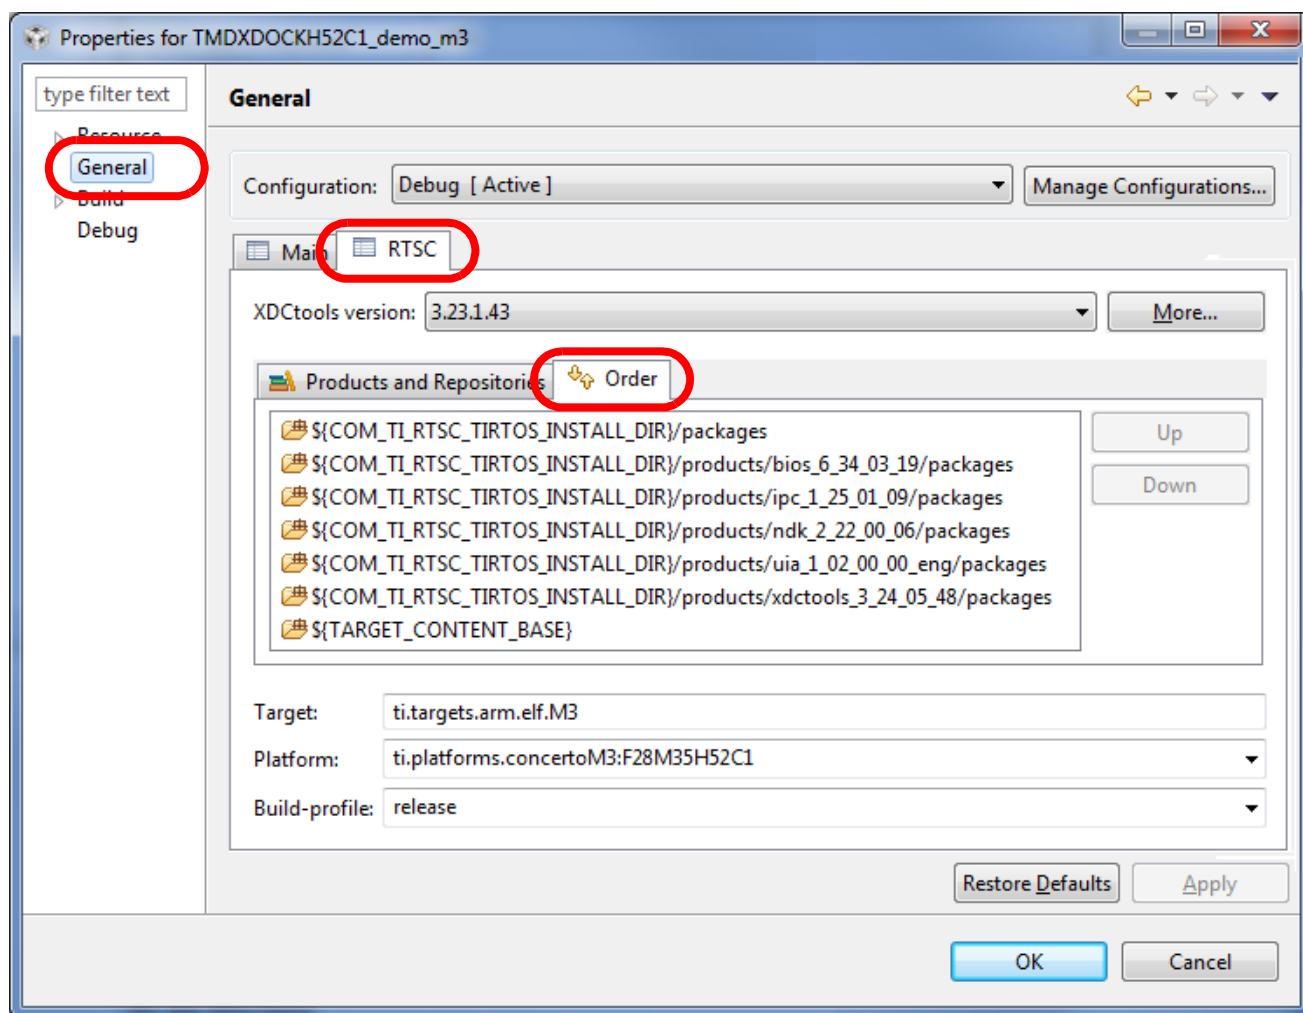 Properties for TMDXDOCKH52C1_demo_m3
type filter text
General
Resource
General
Build
Debug
Configuration: Debug [ Active ] Manage Configurations...
Main RTSC
XDCtools version: 3.23.1.43 More...
Products and Repositories Order
${COM_TI_RTSC_TIRTOS_INSTALL_DIR}/packages
${COM_TI_RTSC_TIRTOS_INSTALL_DIR}/products/bios_6_34_03_19/packages
${COM_TI_RTSC_TIRTOS_INSTALL_DIR}/products/ipc_1_25_01_09/packages
${COM_TI_RTSC_TIRTOS_INSTALL_DIR}/products/ndk_2_22_00_06/packages
${COM_TI_RTSC_TIRTOS_INSTALL_DIR}/products/uia_1_02_00_00_eng/packages
${COM_TI_RTSC_TIRTOS_INSTALL_DIR}/products/xdctools_3_24_05_48/packages
${TARGET_CONTENT_BASE}
Up
Down
Target: ti.targets.arm.elf.M3
Platform: ti.platforms.concertoM3:F28M35H52C1
Build-profile: release
Restore Defaults Apply
OK Cancel